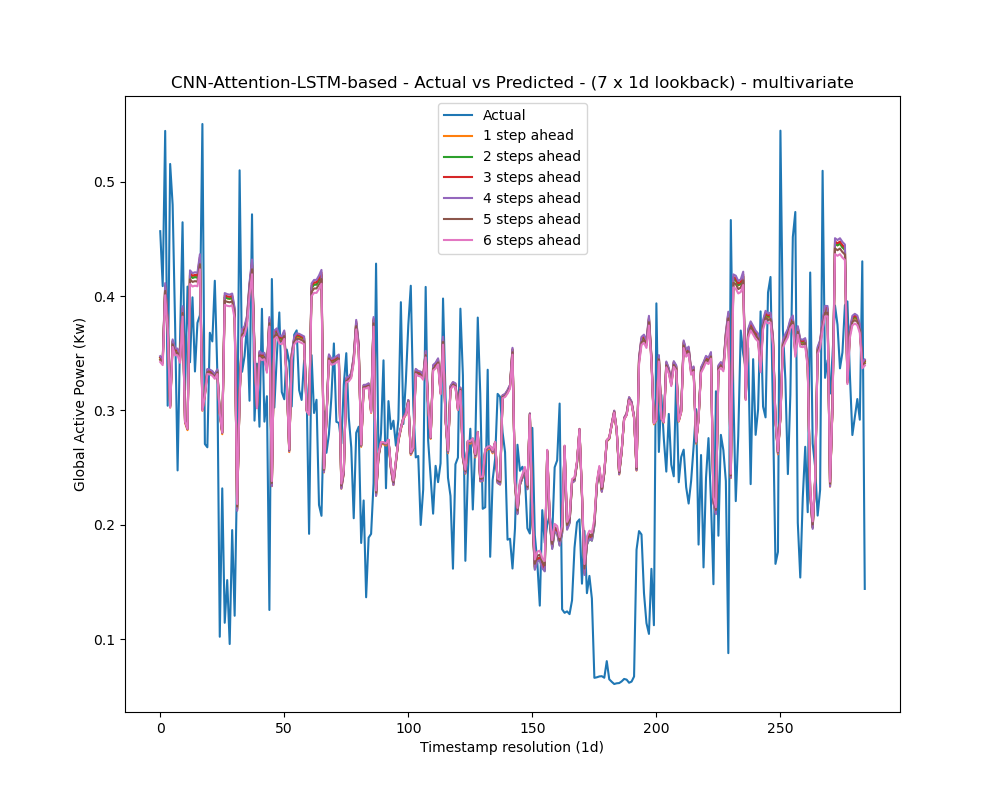 CNN-Attention-LSTM-based - Actual vs Predicted - (7 x 1d lookback) - multivariate
Actual
1 step ahead
2 steps ahead
3 steps ahead
4 steps ahead
5 steps ahead
6 steps ahead
Global Active Power (Kw)
0.5
0.4
0.3
0.2
0.1
0 50 100 150 200 250
Timestamp resolution (1d)